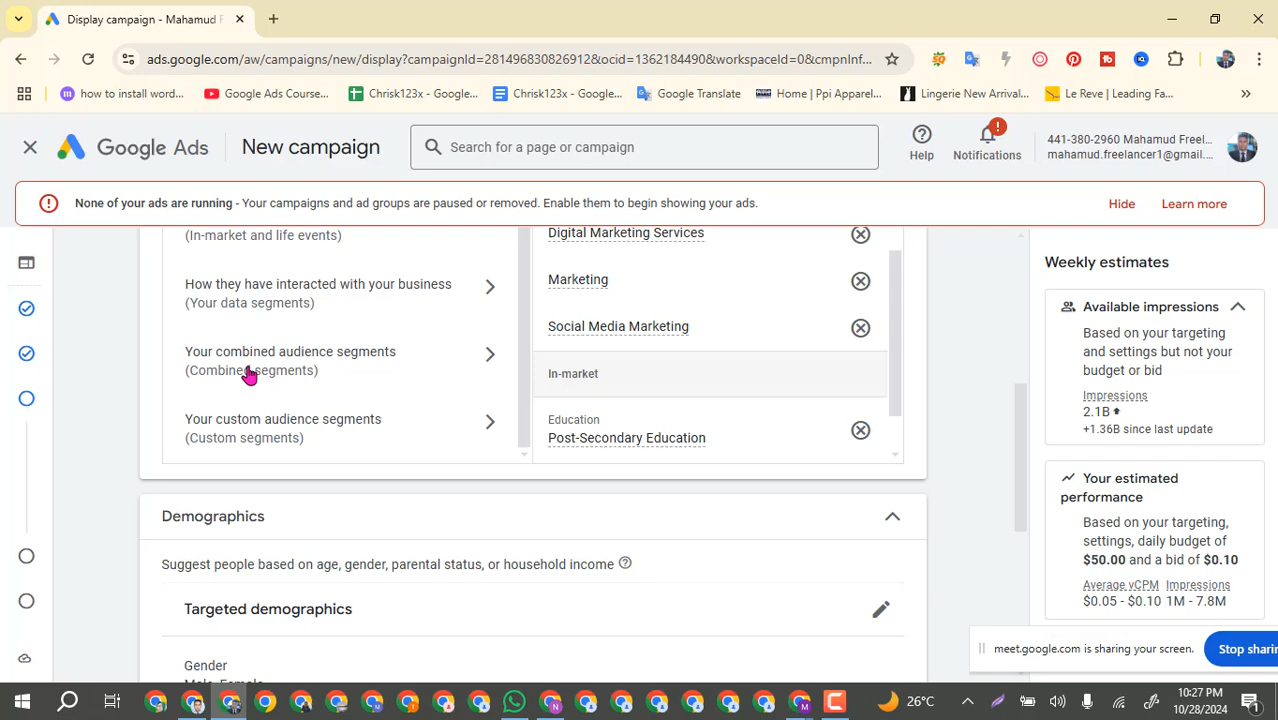 Display campaign - Mahamud F
ads.google.com/aw/campaigns/new/display?campaignId=281496830826912&ocid=1362184490&workspaceId=0&cmpnInf...
how to install word...
Google Ads Course...
Chrisk123x - Google...
Chrisk123x - Google...
Google Translate
Home | Ppi Apparel...
Lingerie New Arrival...
Le Reve | Leading Fa...
Google Ads
New campaign
Search for a page or campaign
Help
Notifications
441-380-2960 Mahamud Freel...
mahamud.freelancer1@gmail....
None of your ads are running - Your campaigns and ad groups are paused or removed. Enable them to begin showing your ads.
Hide
Learn more
(In-market and life events)
How they have interacted with your business
(Your data segments)
Your combined audience segments
(Combined segments)
Your custom audience segments
(Custom segments)
Digital Marketing Services
Marketing
Social Media Marketing
In-market
Education
Post-Secondary Education
Demographics
Suggest people based on age, gender, parental status, or household income
Targeted demographics
Gender
Male, Female
Weekly estimates
Available impressions
Based on your targeting
and settings but not your
budget or bid
Impressions
2.1B
+1.36B since last update
Your estimated
performance
Based on your targeting,
settings, daily budget of
$50.00 and a bid of $0.10
Average vCPM Impressions
$0.05 - $0.10 1M - 7.8M
meet.google.com is sharing your screen.
Stop sharin
26°C
10:27 PM
10/28/2024